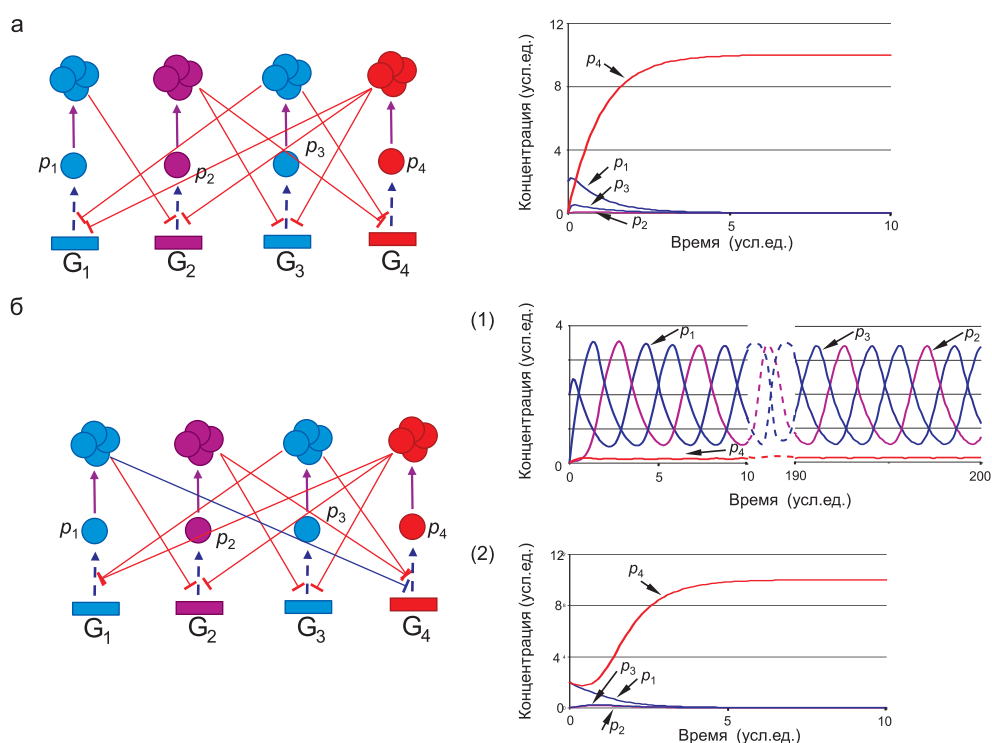 а
p1 p2 p3 p4
G1 G2 G3 G4
Концентрация (усл.ед.)
12
8
4
0
p4
p1
p3
p2
0 5 10
Время (усл.ед.)
б
p1 p2 p3 p4
G1 G2 G3 G4
(1)
Концентрация (усл.ед.)
4
2
0
p1 p3 p2
p4
0 5 10 190 200
Время (усл.ед.)
(2)
Концентрация (усл.ед.)
12
8
4
0
p4
p3 p1
p2
0 5 10
Время (усл.ед.)